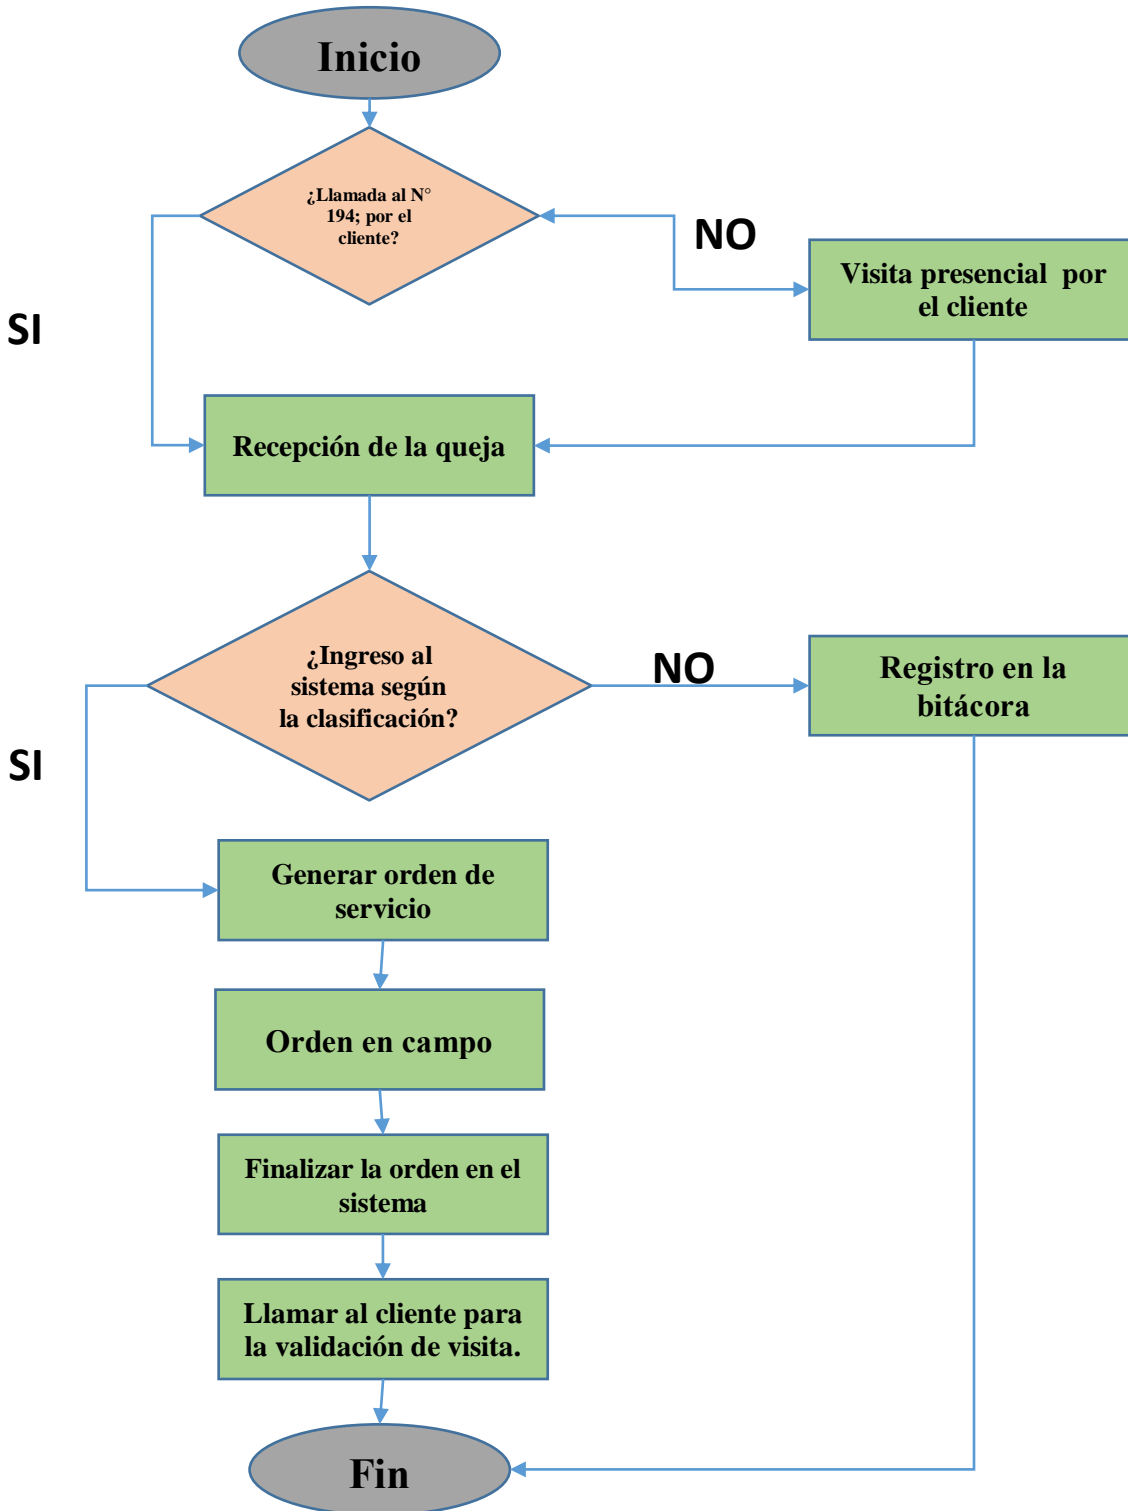 Inicio
¿Llamada al N°
194; por el
cliente?
NO
Visita presencial por
el cliente
SI
Recepción de la queja
¿Ingreso al
sistema según
la clasificación?
NO
Registro en la
bitácora
SI
Generar orden de
servicio
Orden en campo
Finalizar la orden en el
sistema
Llamar al cliente para
la validación de visita.
Fin